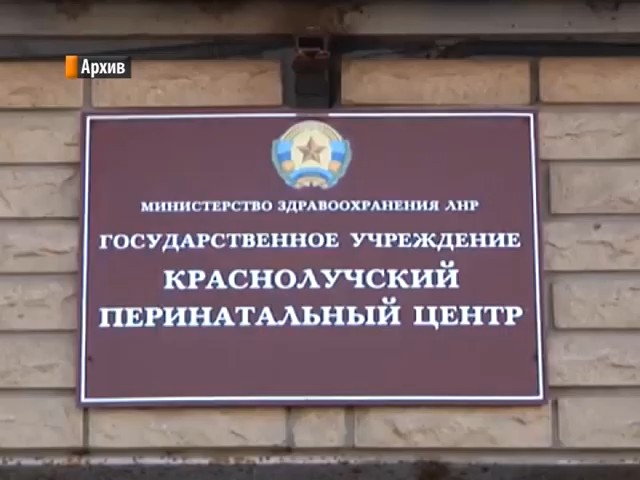 Архив
МИНИСТЕРСТВО ЗДРАВООХРАНЕНИЯ ЛНР
ГОСУДАРСТВЕННОЕ УЧРЕЖДЕНИЕ
КРАСНОЛУЧСКИЙ
ПЕРИНАТАЛЬНЫЙ ЦЕНТР